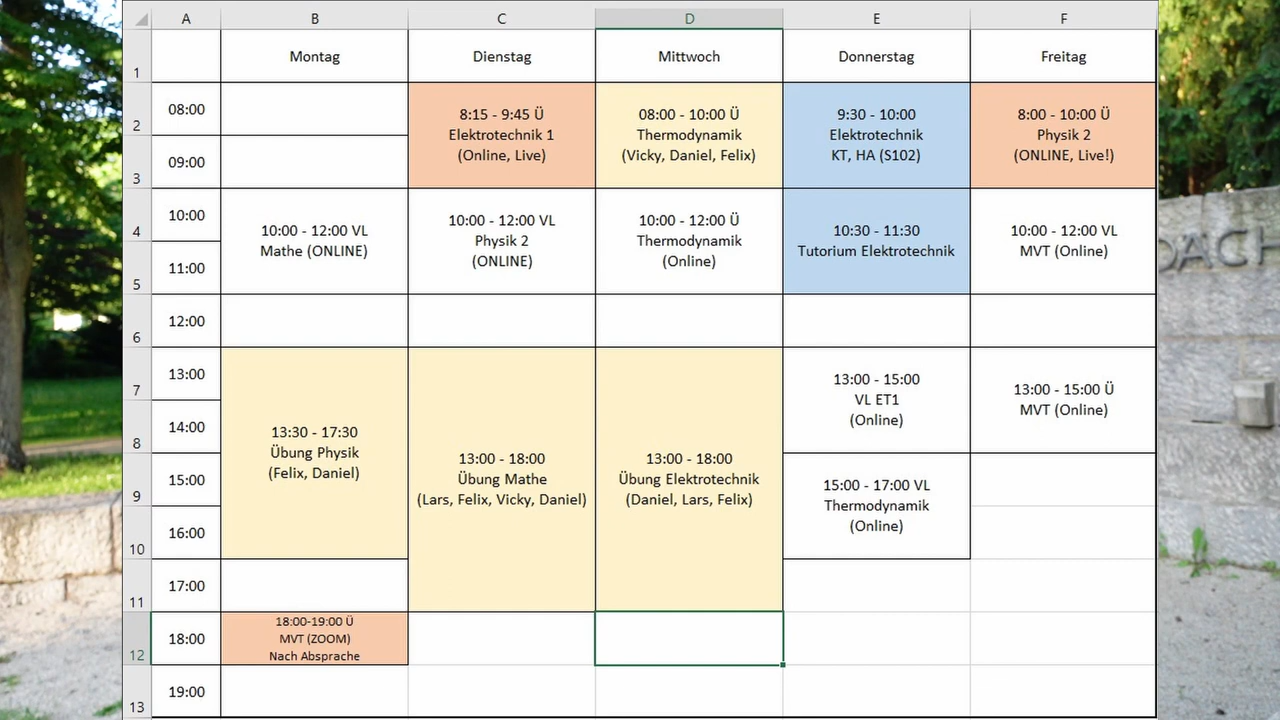 A B C D E F
1 Montag Dienstag Mittwoch Donnerstag Freitag
2 08:00
3 09:00
8:15 - 9:45 Ü
Elektrotechnik 1
(Online, Live)
08:00 - 10:00 Ü
Thermodynamik
(Vicky, Daniel, Felix)
9:30 - 10:00
Elektrotechnik
KT, HA (S102)
8:00 - 10:00 Ü
Physik 2
(ONLINE, Live!)
4 10:00
5 11:00
10:00 - 12:00 VL
Mathe (ONLINE)
10:00 - 12:00 VL
Physik 2
(ONLINE)
10:00 - 12:00 Ü
Thermodynamik
(Online)
10:30 - 11:30
Tutorium Elektrotechnik
10:00 - 12:00 VL
MVT (Online)
6 12:00
7 13:00
8 14:00
9 15:00
10 16:00
11 17:00
13:30 - 17:30
Übung Physik
(Felix, Daniel)
13:00 - 18:00
Übung Mathe
(Lars, Felix, Vicky, Daniel)
13:00 - 18:00
Übung Elektrotechnik
(Daniel, Lars, Felix)
13:00 - 15:00
VL ET1
(Online)
13:00 - 15:00 Ü
MVT (Online)
15:00 - 17:00 VL
Thermodynamik
(Online)
12 18:00
18:00-19:00 Ü
MVT (ZOOM)
Nach Absprache
13 19:00